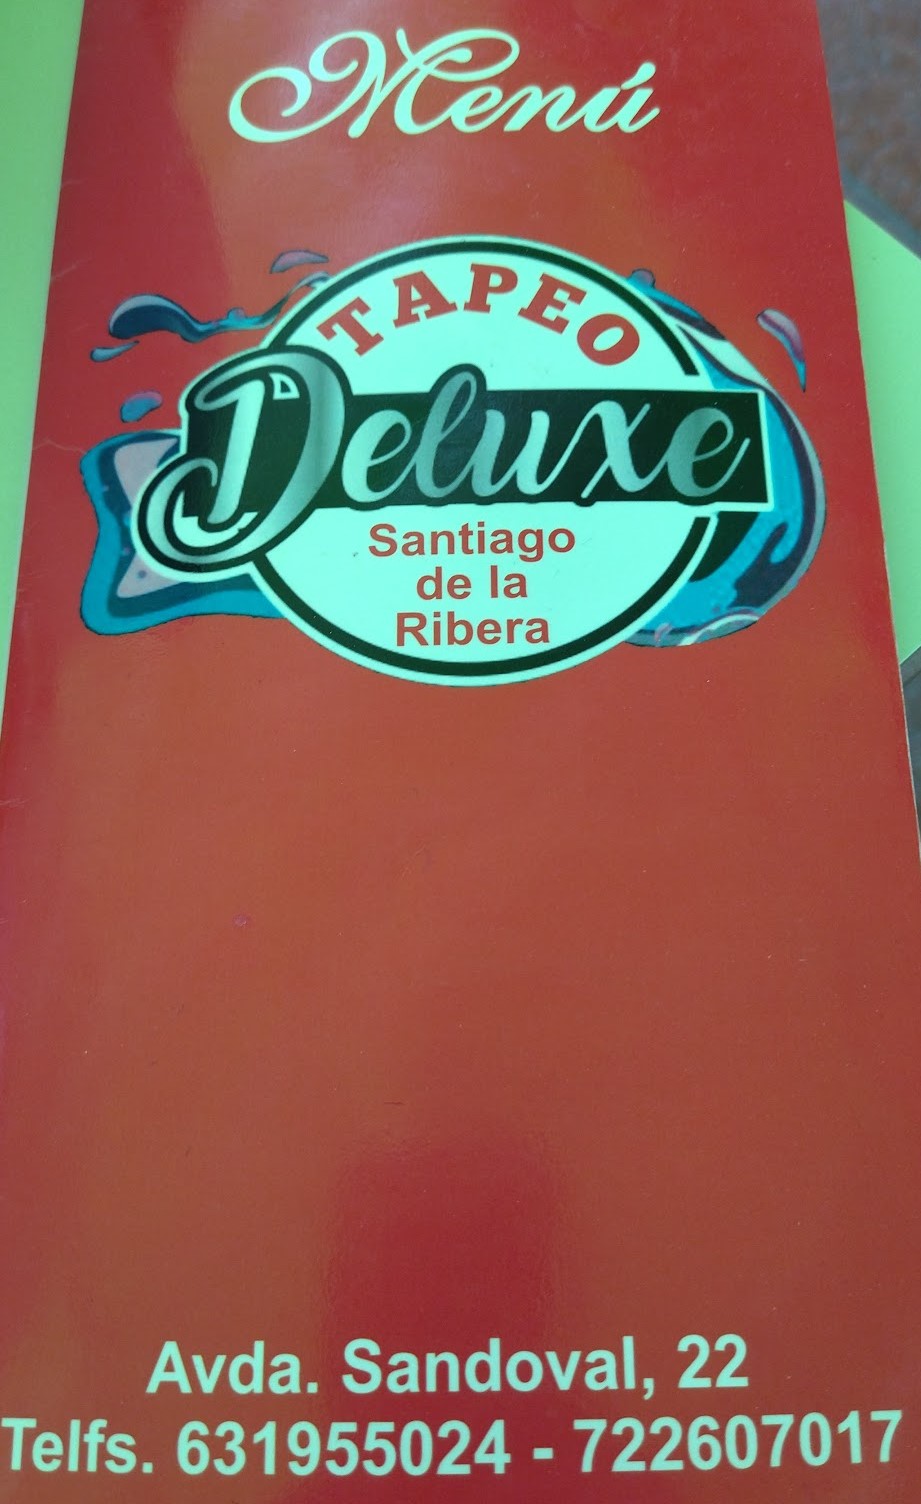 Menú
TAPEO
Deluxe
Santiago
de la
Ribera
Avda. Sandoval, 22
Telfs. 631955024 - 722607017